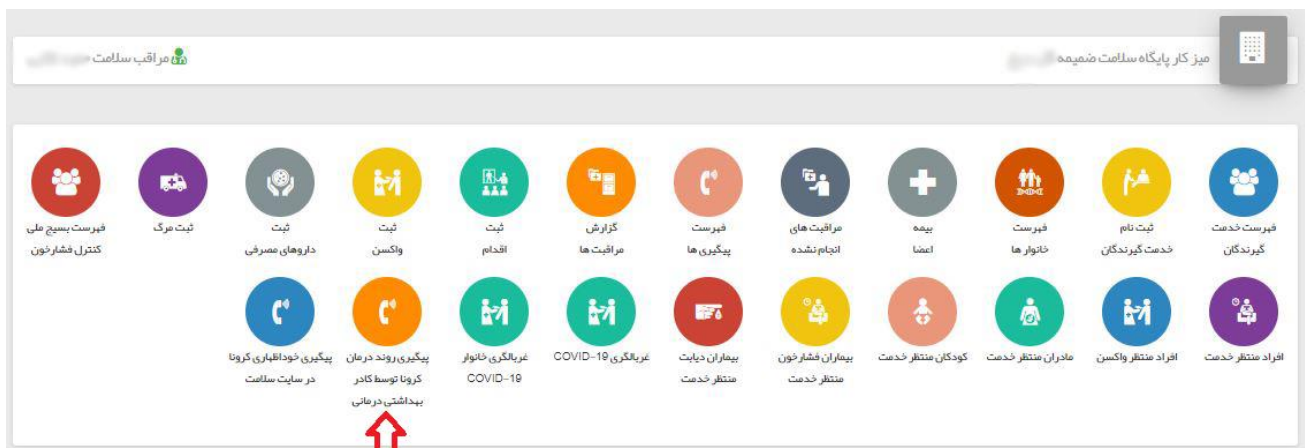 میز کار پایگاه سلامت ضمیمه
مراقب سلامت
فهرست خدمت
گیرندگان
ثبت نام
خدمت گیرندگان
فهرست
خانوار ها
بیمه
اعضا
مراقبت های
انجام نشده
فهرست
پیگیری ها
گزارش
مراقبت ها
ثبت
اقدام
ثبت
واکسن
ثبت
داروهای مصرفی
ثبت مرگ
فهرست بسیج ملی
کنترل فشارخون
افراد منتظر خدمت
افراد منتظر واکسن
مادران منتظر خدمت
کودکان منتظر خدمت
بیماران فشارخون
منتظر خدمت
بیماران دیابت
منتظر خدمت
غربالگری COVID-19
غربالگری خانوار
COVID-19
پیگیری روند درمان
کرونا توسط کادر
بهداشتی درمانی
پیگیری خوداظهاری کرونا
در سایت سلامت